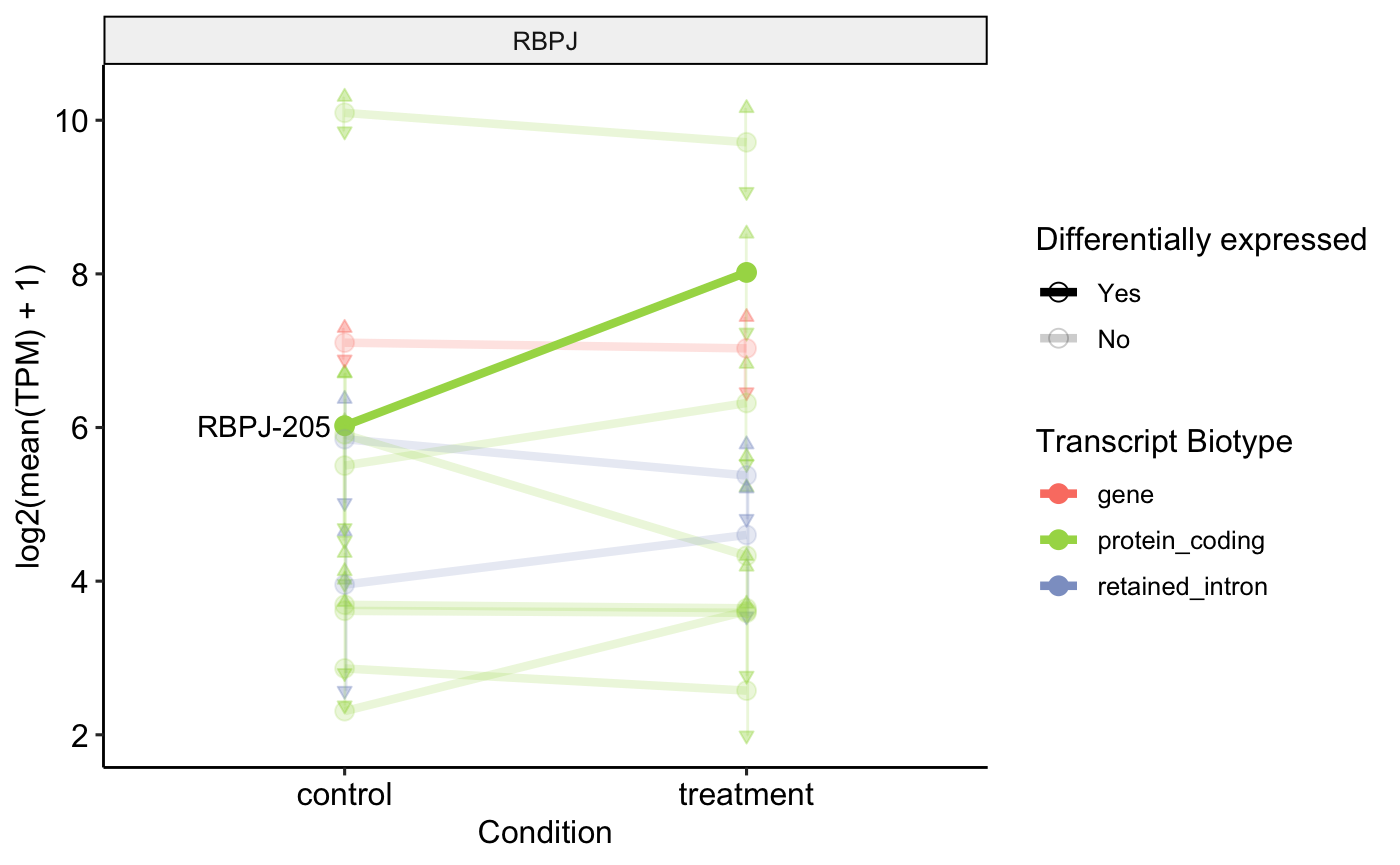 RBPJ
log2(mean(TPM) + 1)
10
8
6
4
2
RBPJ-205
control
treatment
Condition
Differentially expressed
Yes
No
Transcript Biotype
gene
protein_coding
retained_intron